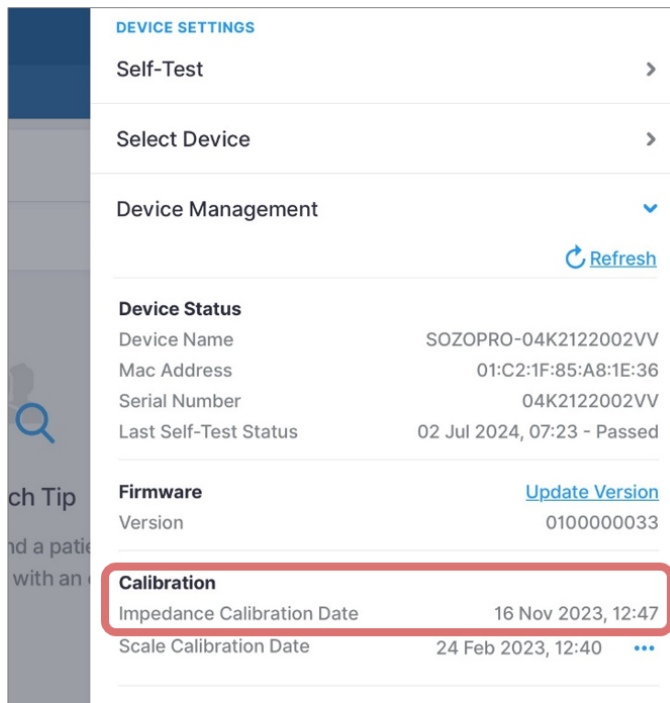 DEVICE SETTINGS
Self-Test
Select Device
Device Management
Refresh
Device Status
Device Name SOZOPRO-04K2122002VV
Mac Address 01:C2:1F:85:A8:1E:36
Serial Number 04K2122002VV
Last Self-Test Status 02 Jul 2024, 07:23 - Passed
ch Tip
Firmware Update Version
Version 0100000033
nd a patie
with an
Calibration
Impedance Calibration Date 16 Nov 2023, 12:47
Scale Calibration Date 24 Feb 2023, 12:40